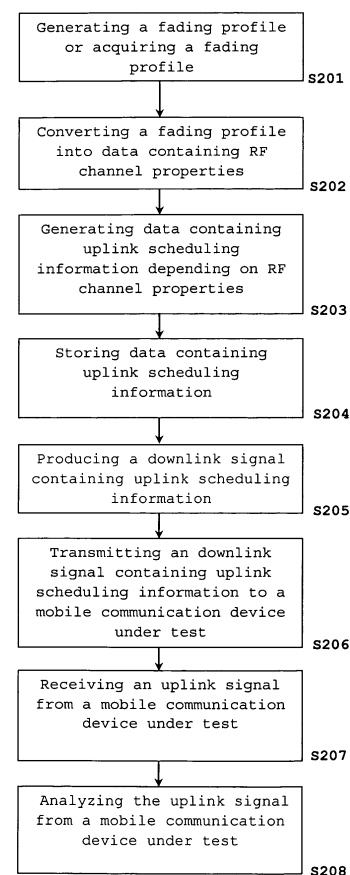 Generating a fading profile
or acquiring a fading
profile
S201
Converting a fading profile
into data containing RF
channel properties
S202
Generating data containing
uplink scheduling
information depending on RF
channel properties
S203
Storing data containing
uplink scheduling
information
S204
Producing a downlink signal
containing uplink scheduling
information
S205
Transmitting an downlink
signal containing uplink
scheduling information to a
mobile communication device
under test
S206
Receiving an uplink signal
from a mobile communication
device under test
S207
Analyzing the uplink signal
from a mobile communication
device under test
S208